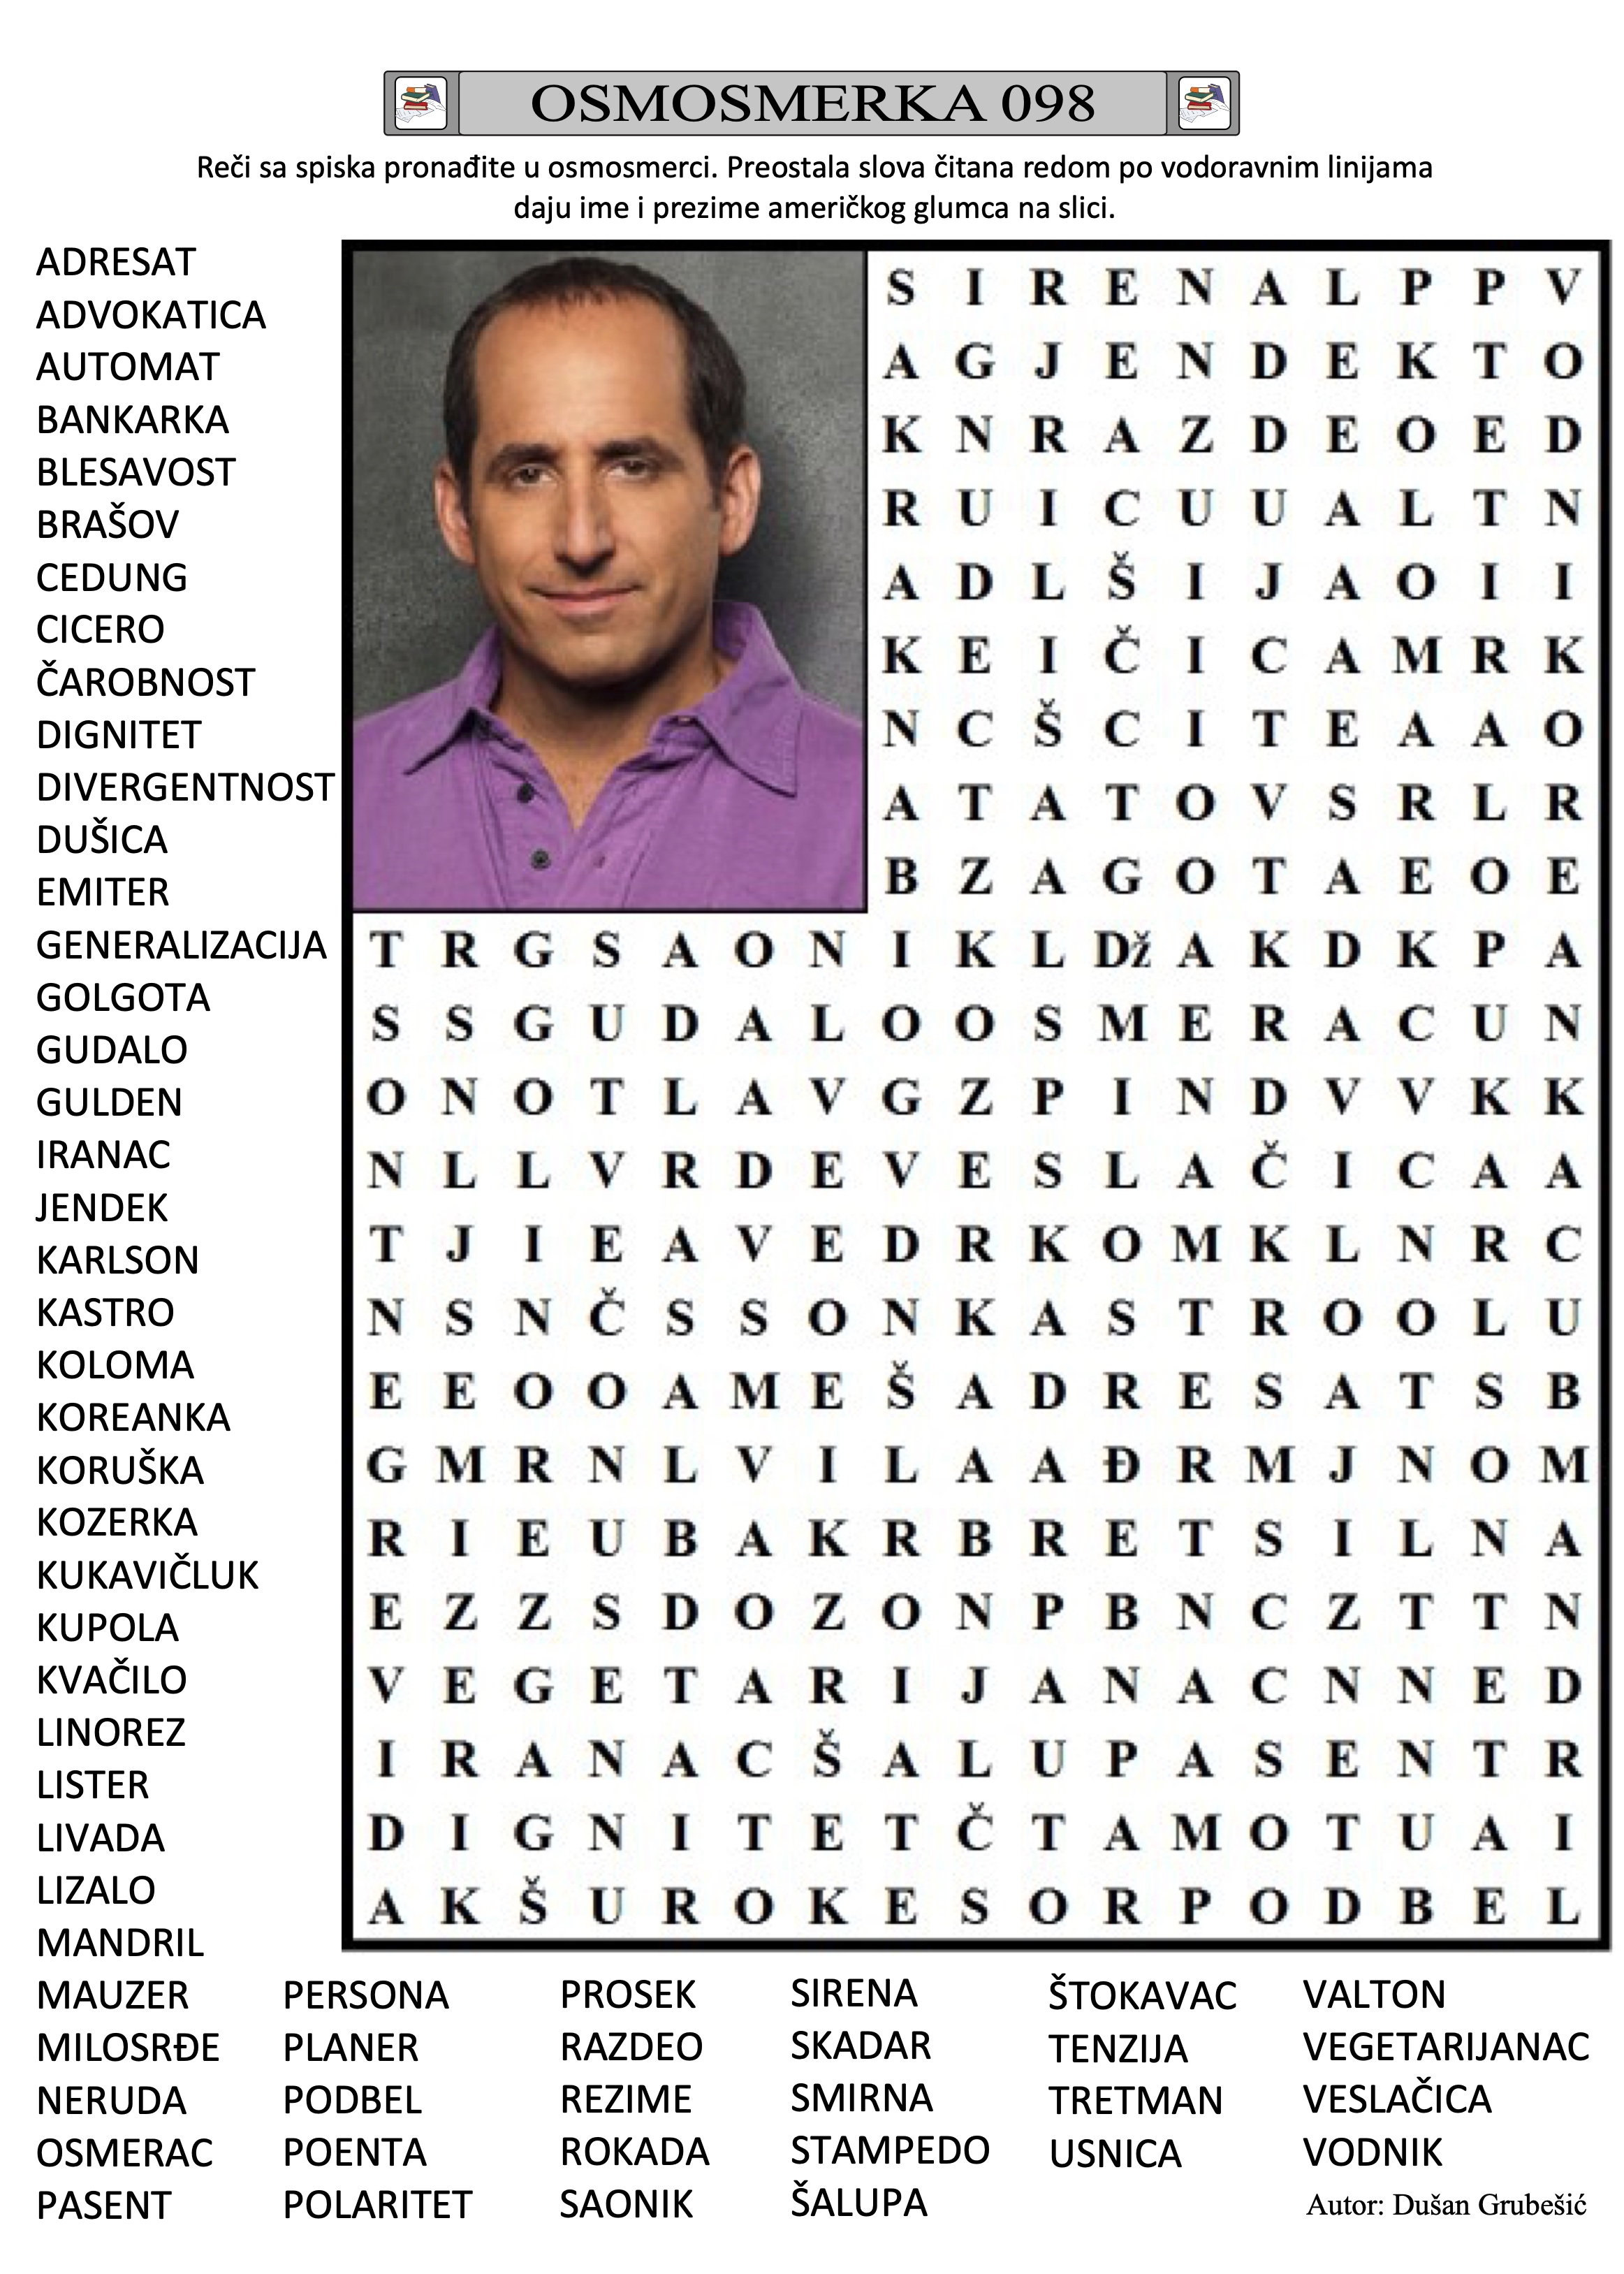 OSMOSMERKA 098
Reči sa spiska pronađite u osmosmerci. Preostala slova čitana redom po vodoravnim linijama
daju ime i prezime američkog glumca na slici.
ADRESAT
ADVOKATICA
AUTOMAT
BANKARKA
BLESAVOST
BRAŠOV
CEDUNG
CICERO
ČAROBNOST
DIGNITET
DIVERGENTNOST
DUŠICA
EMITER
GENERALIZACIJA
GOLGOTA
GUDALO
GULDEN
IRANAC
JENDEK
KARLSON
KASTRO
KOLOMA
KOREANKA
KORUŠKA
KOZERKA
KUKAVIČLUK
KUPOLA
KVAČILO
LINOREZ
LISTER
LIVADA
LIZALO
MANDRIL
MAUZER
MILOSRĐE
NERUDA
OSMERAC
PASENT
S I R E N A L P P V
A G J E N D E K T O
K N R A Z D E O E D
R U I C U U A L T N
A D L Š I J A O I I
K E I Č I C A M R K
N C Š C I T E A A O
A T A T O V S R L R
B Z A G O T A E O E
T R G S A O N I K L Dž A K D K P A
S S G U D A L O O S M E R A C U N
O N O T L A V G Z P I N D V V K K
N L L V R D E V E S L A Č I C A A
T J I E A V E D R K O M K L N R C
N S N Č S S O N K A S T R O O L U
E E O O A M E Š A D R E S A T S B
G M R N L V I L A A Đ R M J N O M
R I E U B A K R B R E T S I L N A
E Z Z S D O Z O N P B N C Z T T N
V E G E T A R I J A N A C N N E D
I R A N A C Š A L U P A S E N T R
D I G N I T E T Č T A M O T U A I
A K Š U R O K E S O R P O D B E L
PERSONA
PLANER
PODBEL
POENTA
POLARITET
PROSEK
RAZDEO
REZIME
ROKADA
SAONIK
SIRENA
SKADAR
SMIRNA
STAMPEDO
ŠALUPA
ŠTOKAVAC
TENZIJA
TRETMAN
USNICA
VALTON
VEGETARIJANAC
VESLAČICA
VODNIK
Autor: Dušan Grubešić